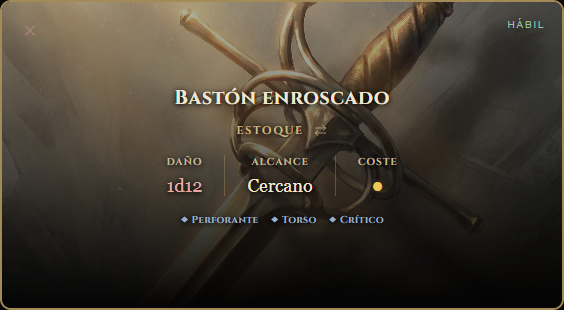 ×
HÁBIL
BASTÓN ENROSCADO
ESTOQUE ⇄
DAÑO ALCANCE COSTE
1d12 Cercano
◆ PERFORANTE ◆ TORSO ◆ CRÍTICO